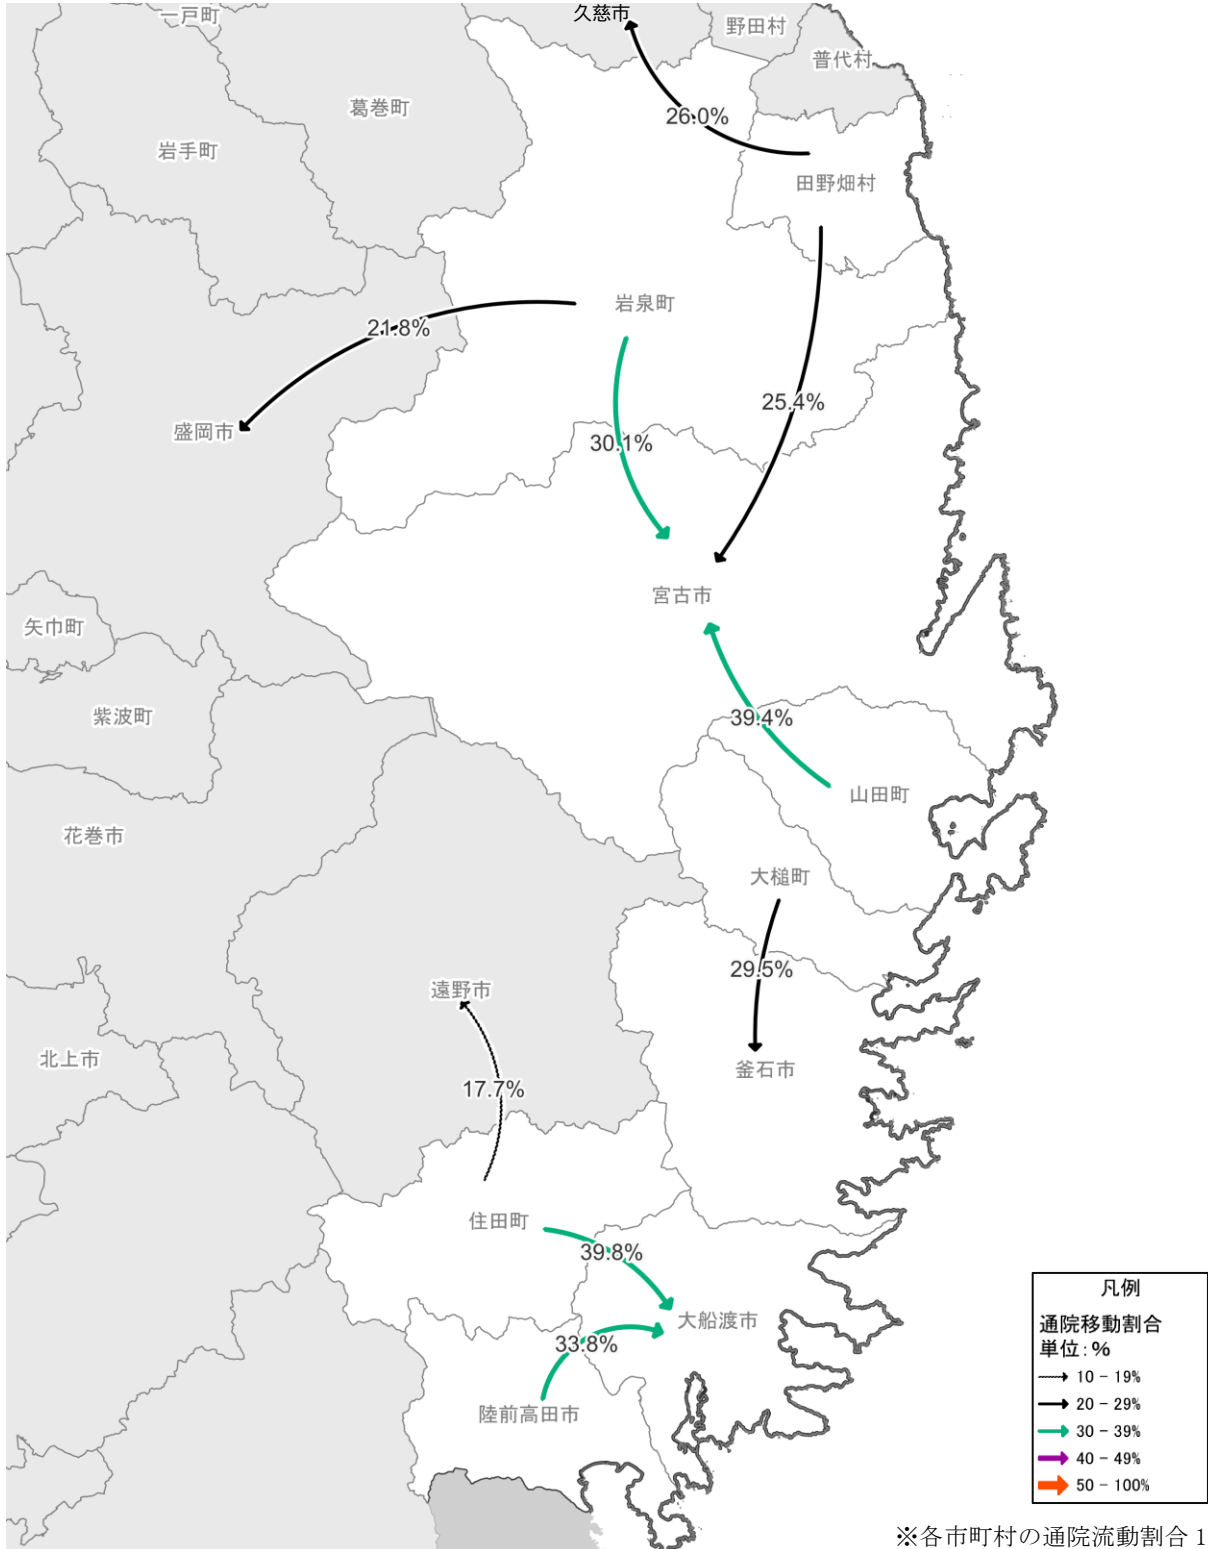 一戸町
久慈市
野田村
普代村
葛巻町
岩手町
26.0%
田野畑村
岩泉町
21.8%
25.4%
盛岡市
30.1%
宮古市
矢巾町
紫波町
39.4%
山田町
花巻市
大槌町
29.5%
遠野市
北上市
釜石市
17.7%
住田町
39.8%
大船渡市
33.8%
陸前高田市
凡例
通院移動割合
単位:%
10 - 19%
20 - 29%
30 - 39%
40 - 49%
50 - 100%
※各市町村の通院流動割合 1